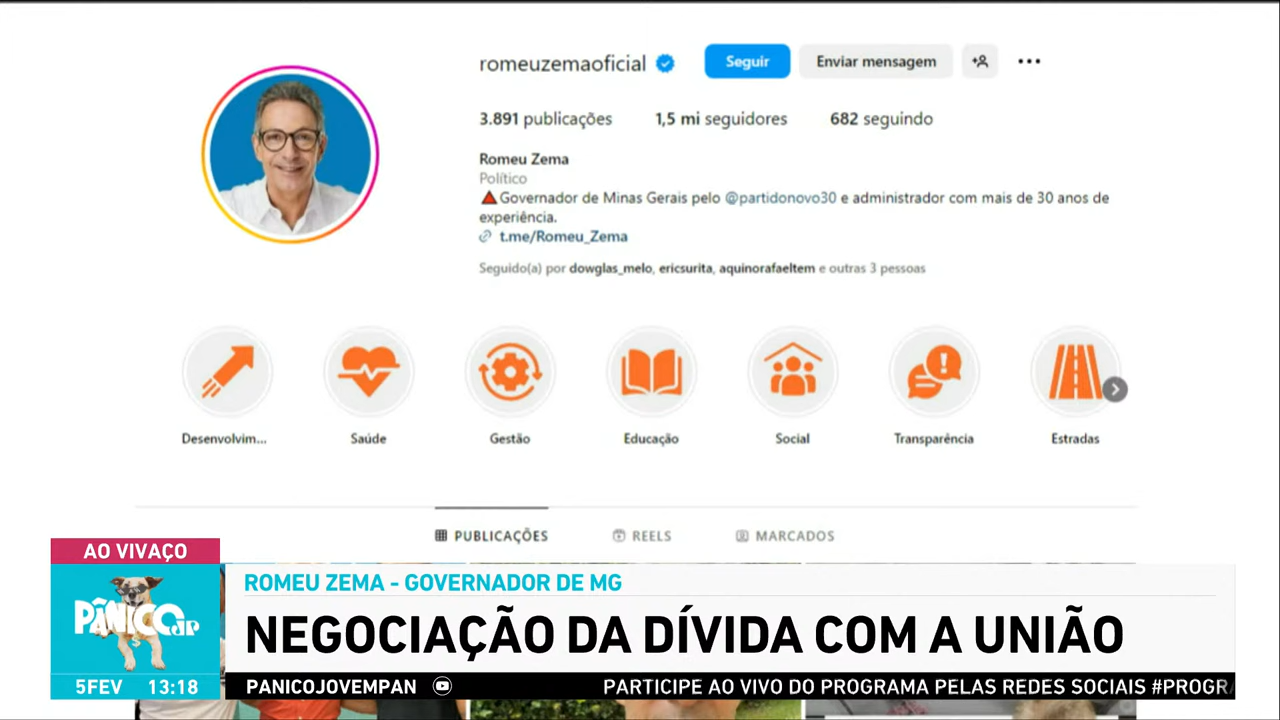 romeuzemaoficial
Seguir
Enviar mensagem
3.891 publicações
1,5 mi seguidores
682 seguindo
Romeu Zema
Político
Governador de Minas Gerais pelo @partidonovo30 e administrador com mais de 30 anos de
experiência.
t.me/Romeu_Zema
Seguido(a) por dowglas_melo, ericsurita, aquinorafaeltem e outras 3 pessoas
Desenvolvim...
Saúde
Gestão
Educação
Social
Transparência
Estradas
PUBLICAÇÕES
REELS
MARCADOS
AO VIVAÇO
PÂNICO JP
5FEV 13:18
ROMEU ZEMA - GOVERNADOR DE MG
NEGOCIAÇÃO DA DÍVIDA COM A UNIÃO
PANICOJOVEMPAN
PARTICIPE AO VIVO DO PROGRAMA PELAS REDES SOCIAIS #PROGRA